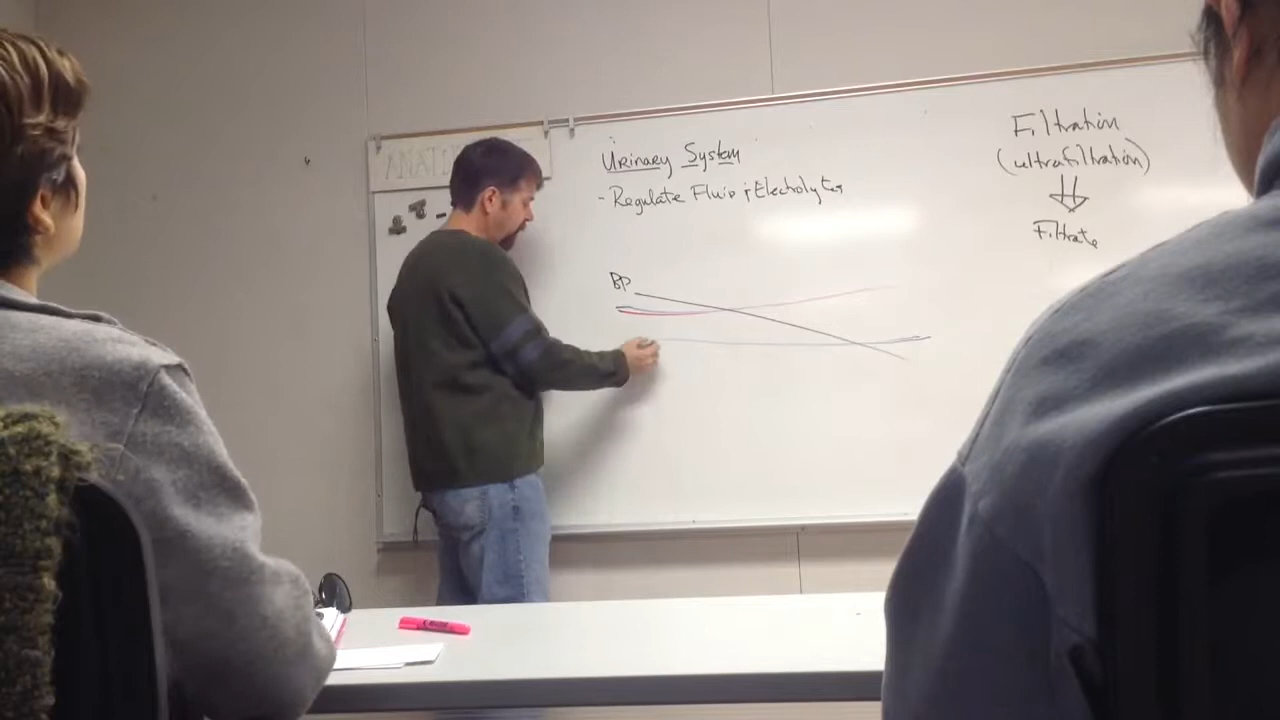 Urinary System
- Regulate Fluid & Electrolytes
BP
Filtration
(ultrafiltration)
⇓
Filtrate